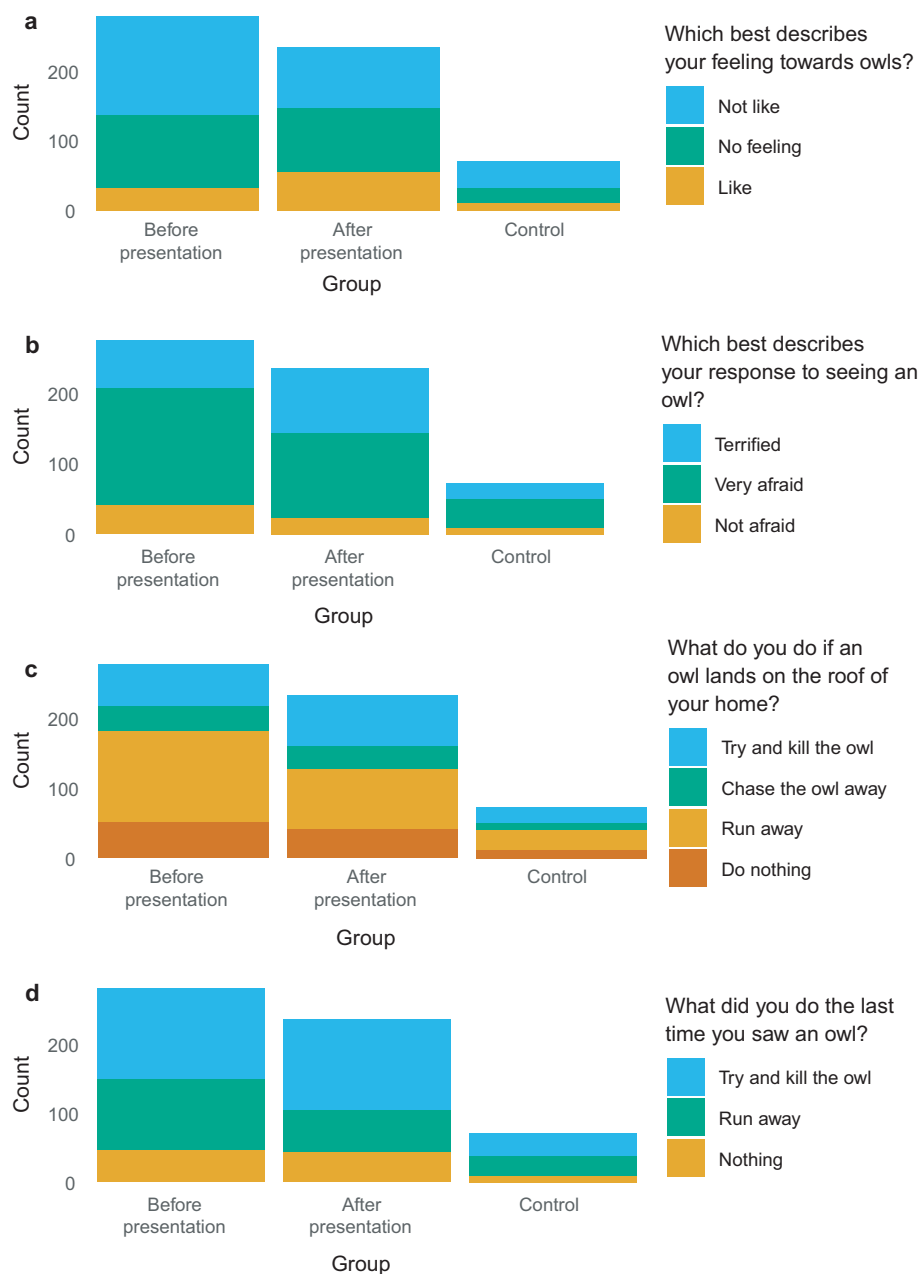 a
Count
200
100
0
Before
presentation
After
presentation
Control
Group
Which best describes
your feeling towards owls?
Not like
No feeling
Like
b
Count
200
100
0
Before
presentation
After
presentation
Control
Group
Which best describes
your response to seeing an
owl?
Terrified
Very afraid
Not afraid
c
Count
200
100
0
Before
presentation
After
presentation
Control
Group
What do you do if an
owl lands on the roof of
your home?
Try and kill the owl
Chase the owl away
Run away
Do nothing
d
Count
200
100
0
Before
presentation
After
presentation
Control
Group
What did you do the last
time you saw an owl?
Try and kill the owl
Run away
Nothing